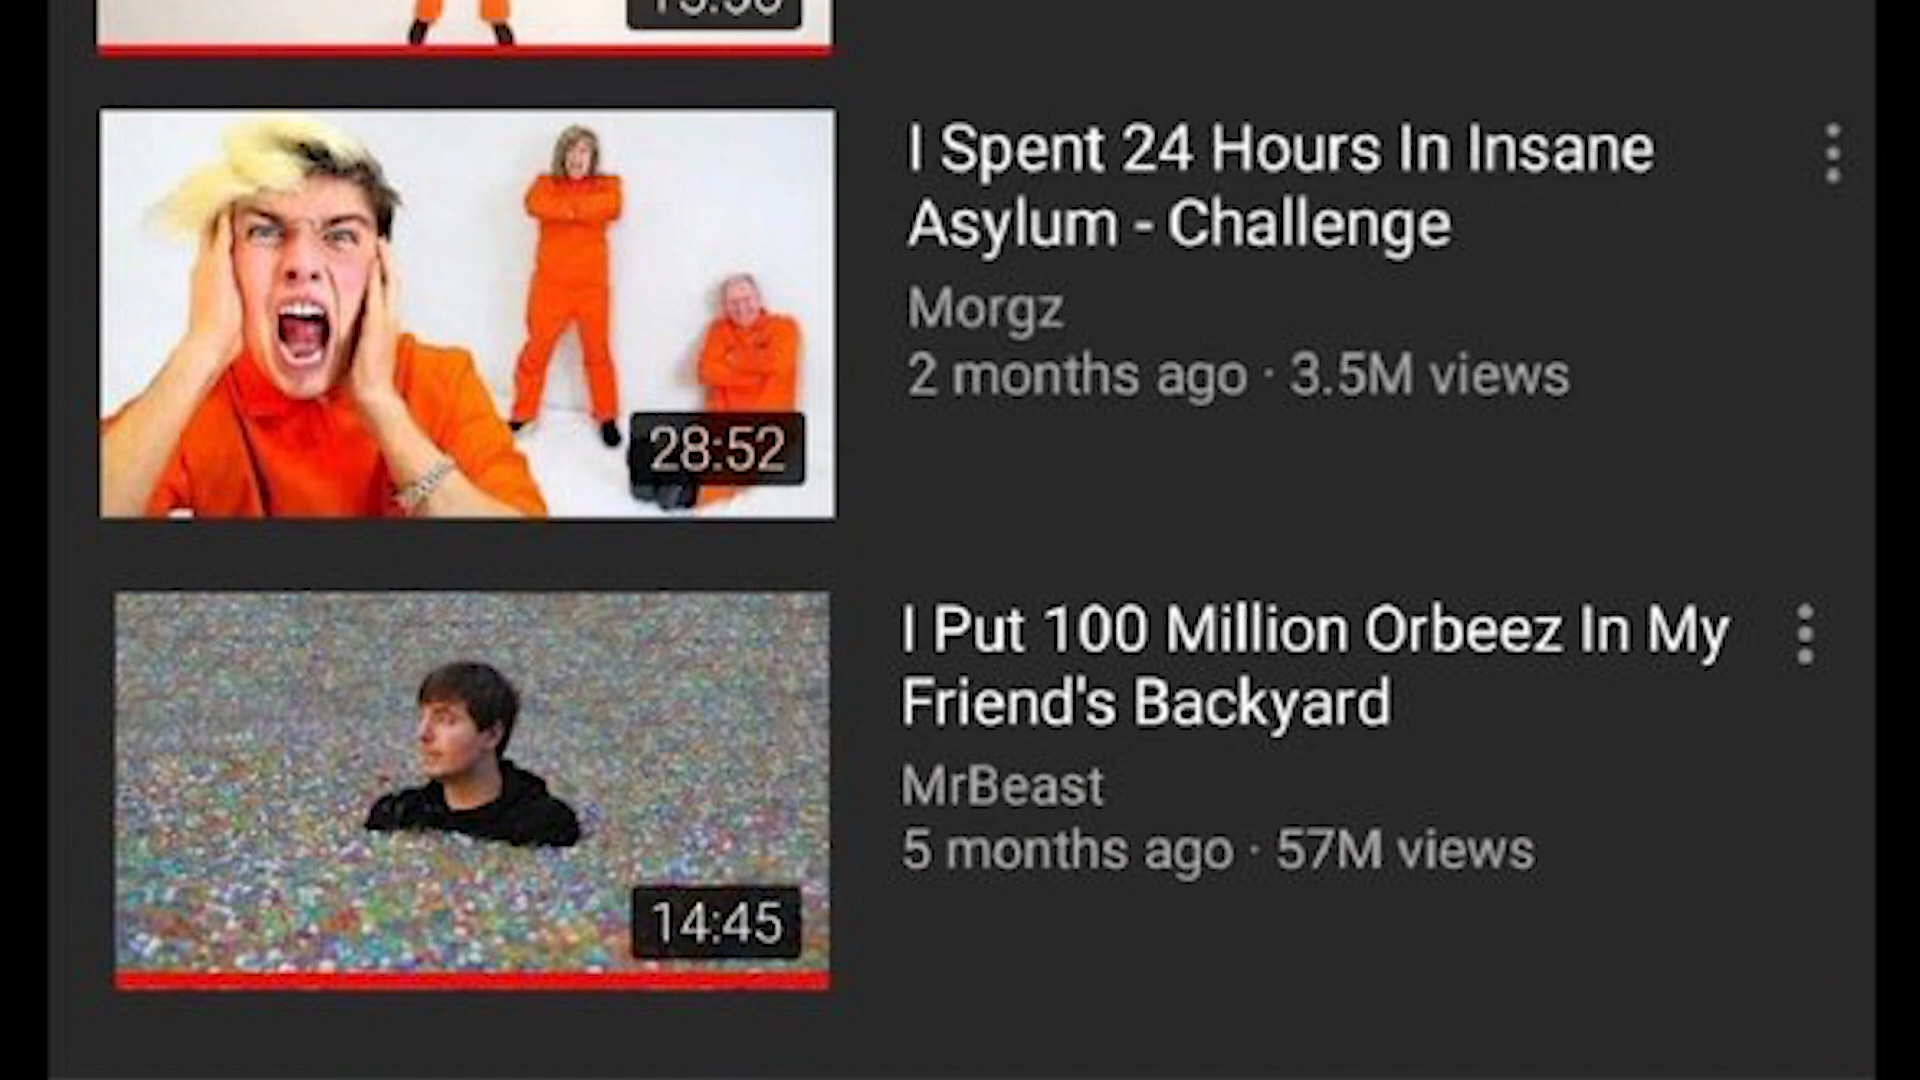 I Spent 24 Hours In Insane
Asylum - Challenge
Morgz
2 months ago · 3.5M views
28:52
I Put 100 Million Orbeez In My
Friend's Backyard
MrBeast
5 months ago · 57M views
14:45